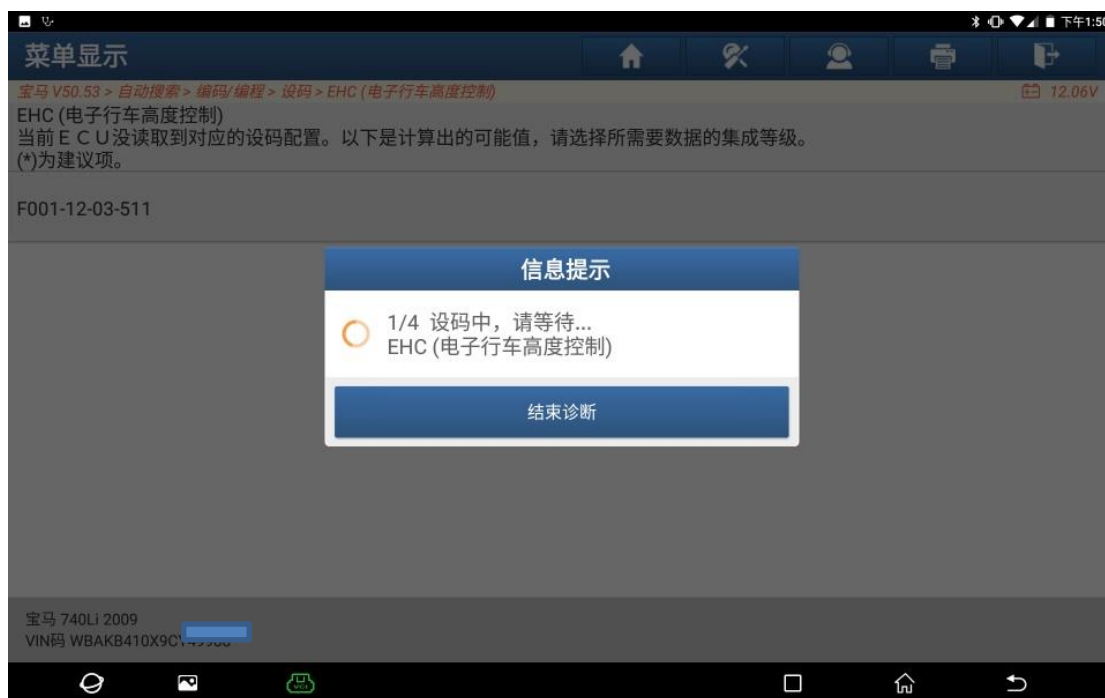 下午1:50
菜单显示
宝马 V50.53 > 自动搜索 > 编码/编程 > 设码 > EHC (电子行车高度控制)
12.06V
EHC (电子行车高度控制)
当前ＥＣＵ没读取到对应的设码配置。以下是计算出的可能值，请选择所需要数据的集成等级。
(*)为建议项。
F001-12-03-511
信息提示
1/4 设码中，请等待...
EHC (电子行车高度控制)
结束诊断
宝马 740Li 2009
VIN码 WBAKB410X9C
VCI